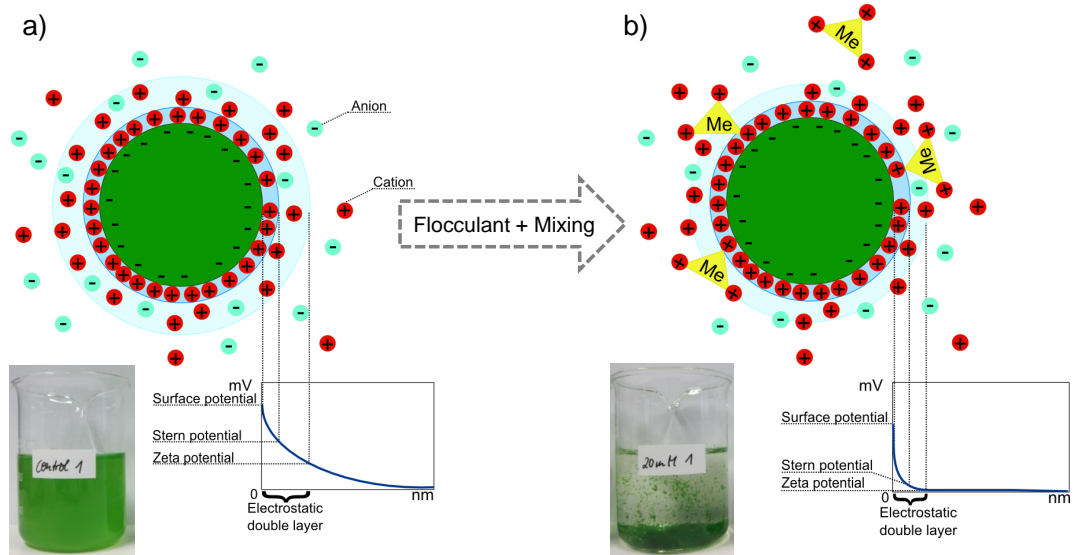 a)
Anion
Cation
mV
Surface potential
Stern potential
Zeta potential
0
nm
Electrostatic
double layer
Control 1
Flocculant + Mixing
b)
Me
Me
Me
Me
mV
Surface potential
Stern potential
Zeta potential
0
nm
Electrostatic
double layer
20mM 1